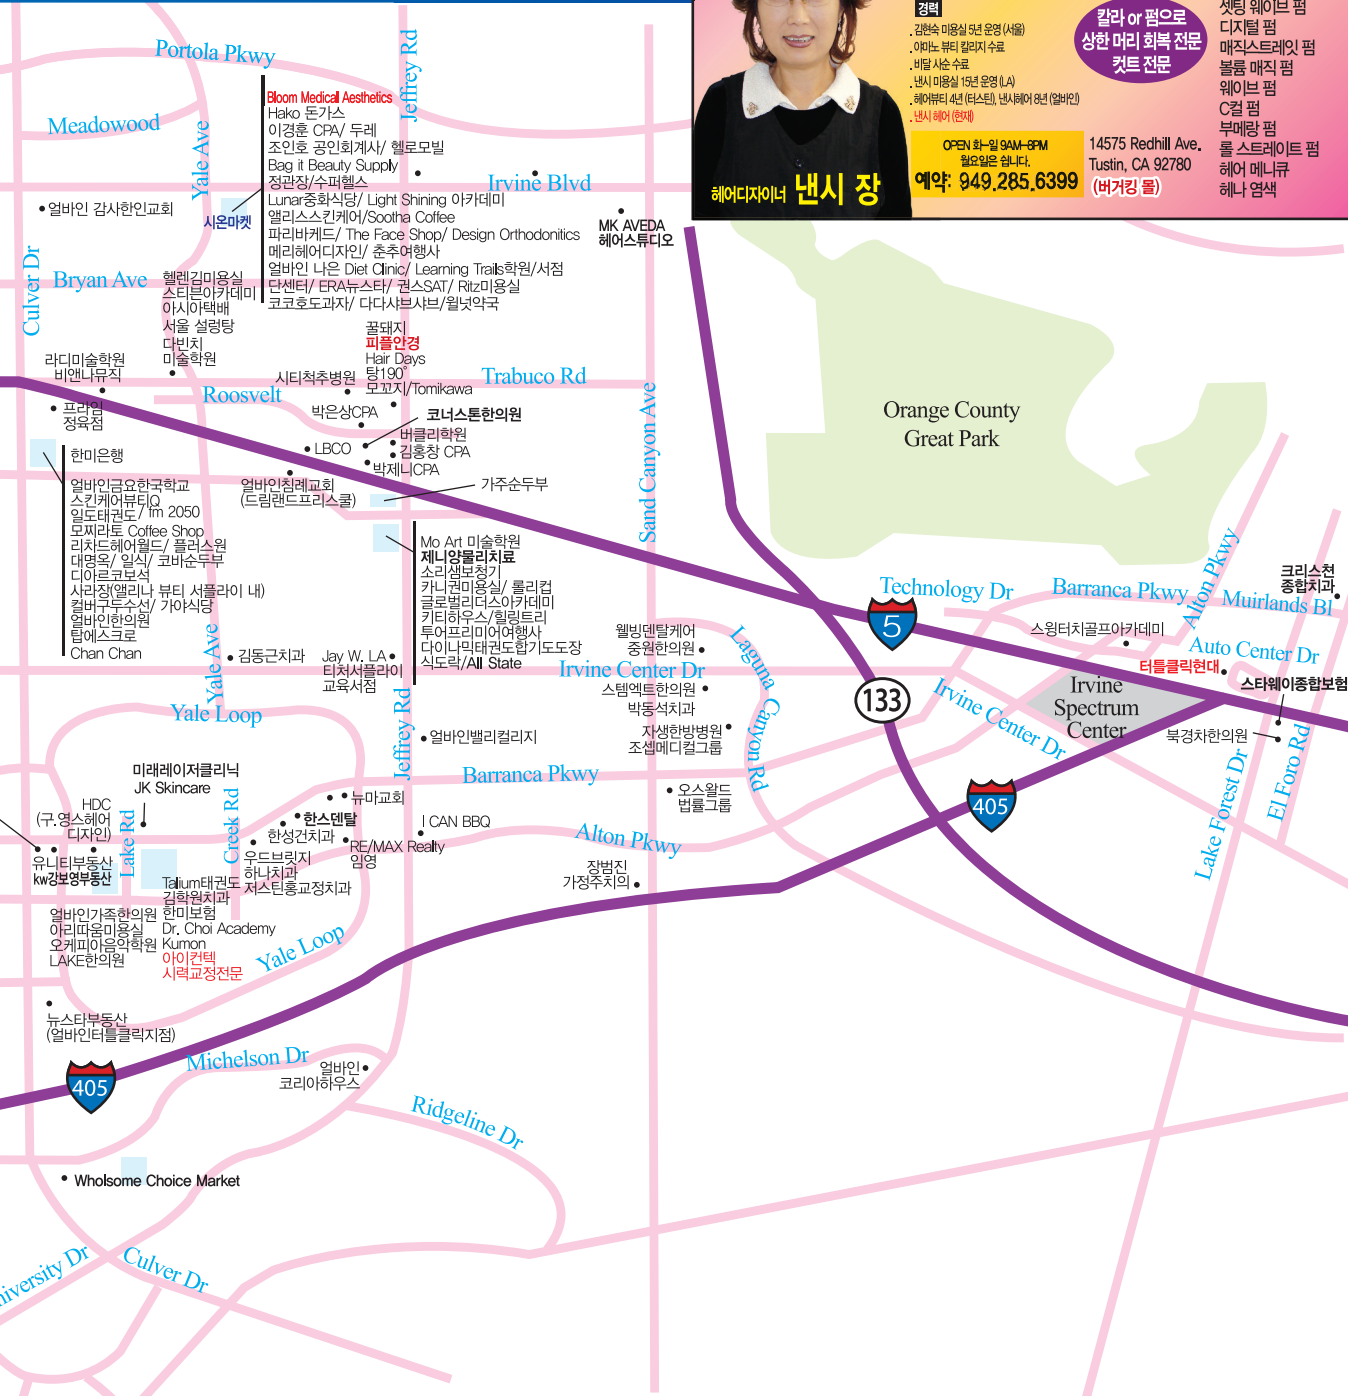 경력
. 김현숙 미용실 5년 운영 (서울)
. 야마노 뷰티 칼리지 수료
. 비달 사순 수료
. 낸시 미용실 15년 운영 (LA)
. 헤어뷰티 4년 (터스틴), 낸시헤어 8년 (얼바인)
. 낸시 헤어 (현재)
칼라 or 펌으로
상한 머리 회복 전문
컷트 전문
셋팅 웨이브 펌
디지털 펌
매직스트레잇 펌
볼륨 매직 펌
웨이브 펌
C컬 펌
부메랑 펌
롤 스트레이트 펌
헤어 메니큐
헤나 염색
OPEN 화-일 9AM-8PM
월요일은 쉽니다.
예약: 949.285.6399
14575 Redhill Ave.
Tustin, CA 92780
(버거킹 몰)
헤어디자이너 낸시 장
Portola Pkwy
Jeffrey Rd
Meadowood
Yale Ave
Irvine Blvd
Bryan Ave
Culver Dr
Bloom Medical Aesthetics
Hako 돈가스
이경훈 CPA/ 두레
조인호 공인회계사/ 헬로모빌
Bag it Beauty Supply
정관장/수퍼헬스
Lunar중화식당/ Light Shining 아카데미
앨리스스킨케어/Sootha Coffee
파리바케드/ The Face Shop/ Design Orthodonitics
메리헤어디자인/ 춘추여행사
얼바인 나은 Diet Clinic/ Learning Trails학원/서점
단센터/ ERA뉴스타/ 권스SAT/ Ritz미용실
코코호도과자/ 다다샤브샤브/윌넛약국
얼바인 감사한인교회
시온마켓
MK AVEDA
헤어스튜디오
헬렌김미용실
스티븐아카데미
아시아택배
서울 설렁탕
다빈치
미술학원
라디미술학원
비앤나뮤직
프라임
정육점
꿀돼지
피플안경
Hair Days
탕190°
모꼬지/Tomikawa
시티척추병원
Trabuco Rd
Roosvelt
박은상CPA
코너스톤한의원
LBCO
버클리학원
김홍창 CPA
박제니CPA
얼바인침례교회
(드림랜드프리스쿨)
가주순두부
Sand Canyon Ave
Orange County
Great Park
한미은행
얼바인금요한국학교
스킨케어뷰티Q
일도태권도/ fm 2050
모찌라토 Coffee Shop
리차드헤어월드/ 플러스원
대명옥/ 일식/ 코바순두부
디아르코보석
사라장(앨리나 뷰티 서플라이 내)
컬버구두수선/ 가야식당
얼바인한의원
탑에스크로
Chan Chan
Mo Art 미술학원
제니양물리치료
소리샘보청기
카니권미용실/ 롤리컵
글로벌리더스아카데미
키티하우스/힐링트리
투어프리미어여행사
다이나믹태권도합기도도장
식도락/All State
Yale Ave
김동근치과
Jay W. LA
티처서플라이
교육서점
웰빙덴탈케어
중원한의원
Irvine Center Dr
스템엑트한의원
박동석치과
자생한방병원
조셉메디컬그룹
Laguna Canyon Rd
Technology Dr
5
Barranca Pkwy
Alton Pkwy
Muirlands Bl
크리스젼
종합치과
스윙터치골프아카데미
터틀클릭현대
Auto Center Dr
스타웨이종합보험
북경차한의원
133
Irvine Center Dr
Irvine
Spectrum
Center
405
Lake Forest Dr
El Foro Rd
Yale Loop
Jeffrey Rd
얼바인밸리컬리지
Barranca Pkwy
오스왈드
법률그룹
미래레이저클리닉
JK Skincare
HDC
(구.영스헤어
디자인)
Lake Rd
Creek Rd
뉴마교회
한스덴탈
한성건치과
I CAN BBQ
RE/MAX Realty
임영
Alton Pkwy
유니티부동산
kw강보영부동산
우드브릿지
하나치과
저스틴홍교정치과
Talium태권도
김학원치과
한미보험
Dr. Choi Academy
Kumon
아이컨텍
시력교정전문
얼바인가족한의원
아리따움미용실
오케피아음악학원
LAKE한의원
장범진
가정주치의
Yale Loop
뉴스타부동산
(얼바인터틀클릭지점)
405
Michelson Dr
얼바인
코리아하우스
Ridgeline Dr
Wholsome Choice Market
niversity Dr
Culver Dr